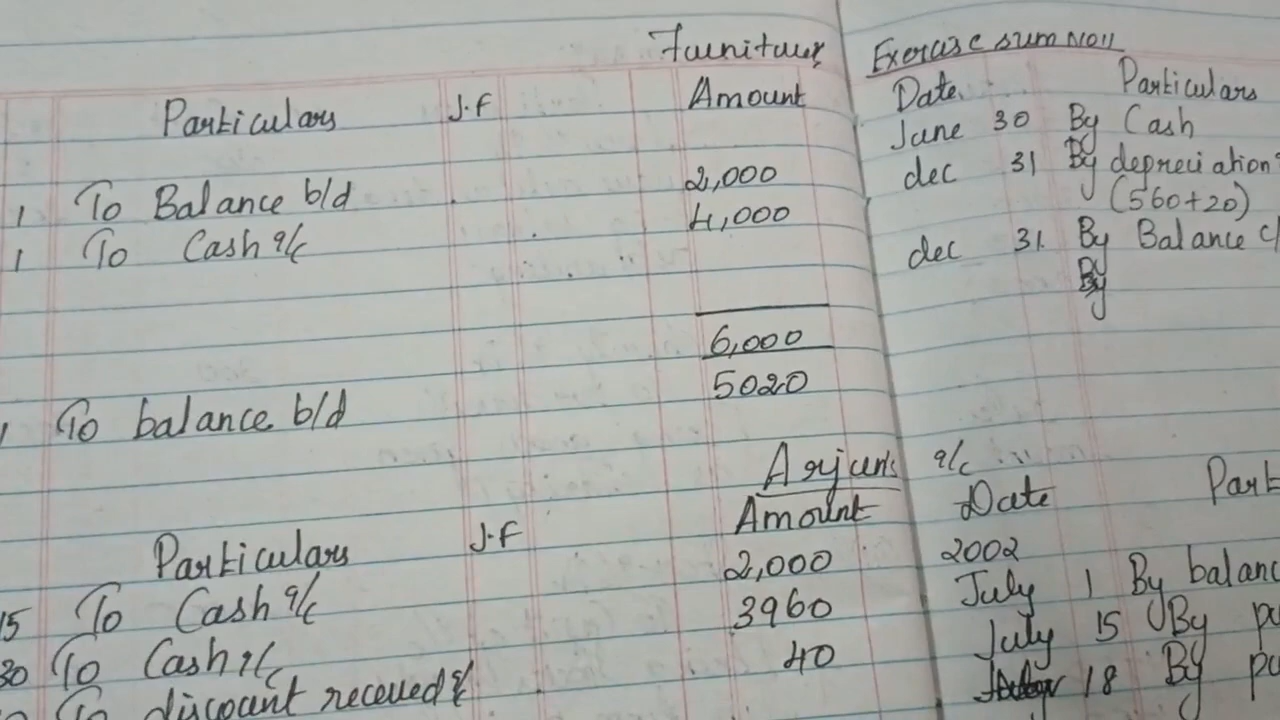 Furniture Exercise sum No 11
Particulars J.F Amount Date Particulars
June 30 By Cash
1 To Balance b/d 2,000 dec 31 By depreciation
(560+20)
1 To Cash a/c 4,000 dec 31 By Balance c/
By
6,000
1 To balance b/d 5020
Arjun's a/c
Particulars J.F Amount Date Part
15 To Cash a/c 2,000 2002
July 1 By balanc
30 To Cash a/c 3960 July 15 By pu
To discount received 40 18 By pu